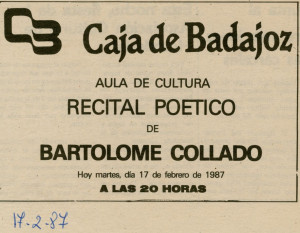 CB Caja de Badajoz
AULA DE CULTURA
RECITAL POETICO
DE
BARTOLOME COLLADO
Hoy martes, día 17 de febrero de 1987
A LAS 20 HORAS
17-2-87